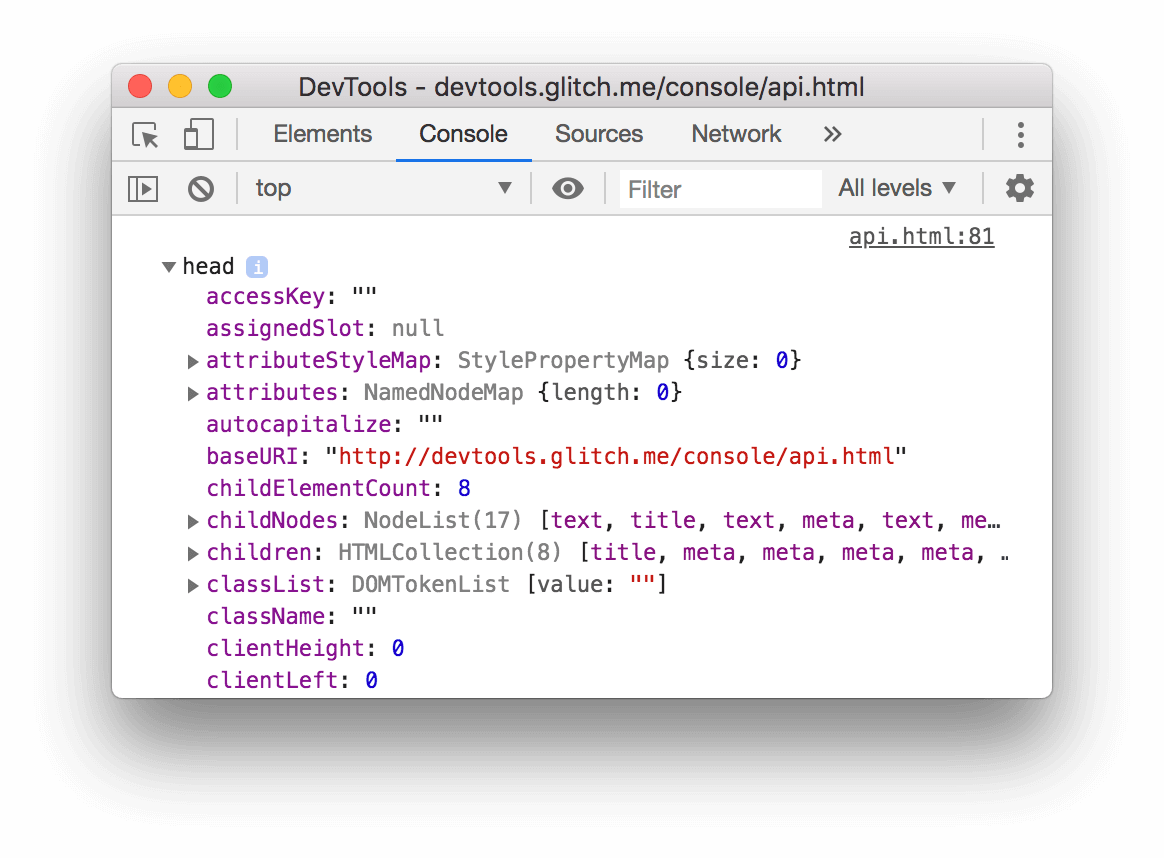 DevTools - devtools.glitch.me/console/api.html
Elements Console Sources Network »
top ▼ Filter All levels ▼
api.html:81
▼ head i
accessKey: ""
assignedSlot: null
▶ attributeStyleMap: StylePropertyMap {size: 0}
▶ attributes: NamedNodeMap {length: 0}
autocapitalize: ""
baseURI: "http://devtools.glitch.me/console/api.html"
childElementCount: 8
▶ childNodes: NodeList(17) [text, title, text, meta, text, me…
▶ children: HTMLCollection(8) [title, meta, meta, meta, meta, …
▶ classList: DOMTokenList [value: ""]
className: ""
clientHeight: 0
clientLeft: 0